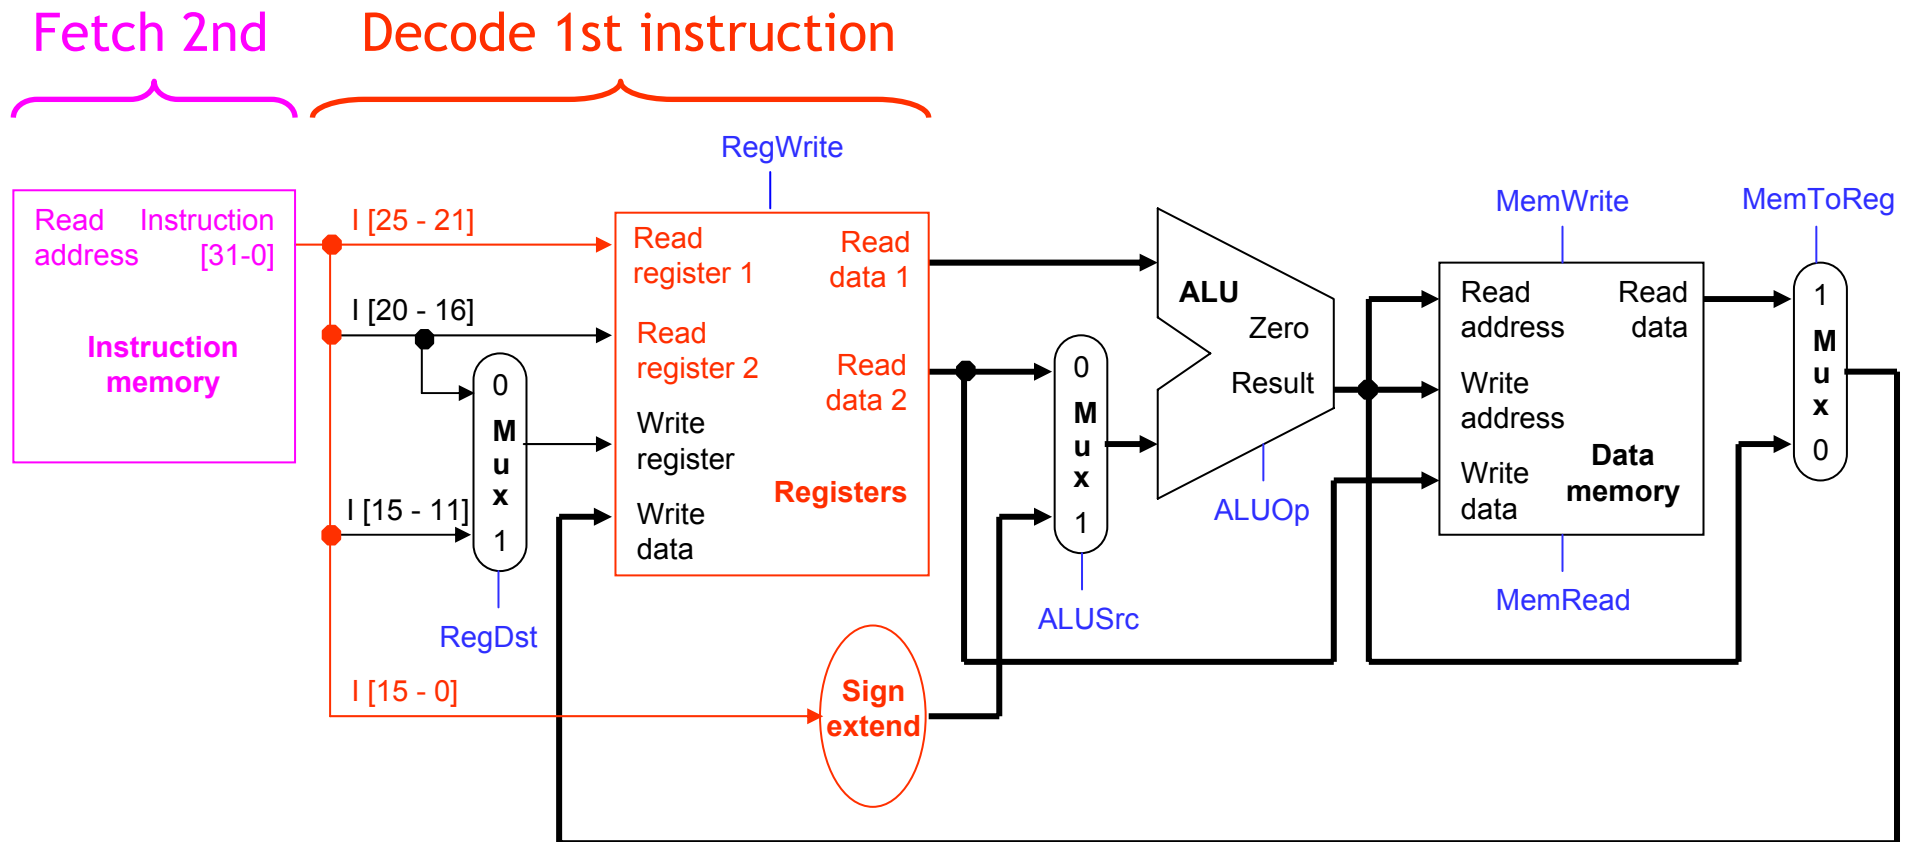 Fetch 2nd
Decode 1st instruction
RegWrite
Read address
Instruction [31-0]
Instruction memory
I [25 - 21]
I [20 - 16]
I [15 - 11]
I [15 - 0]
0
M
u
x
1
RegDst
Read register 1
Read register 2
Write register
Write data
Read data 1
Read data 2
Registers
Sign extend
0
M
u
x
1
ALUSrc
ALU
Zero
Result
ALUOp
MemWrite
Read address
Write address
Write data
Read data
Data memory
MemRead
MemToReg
1
M
u
x
0